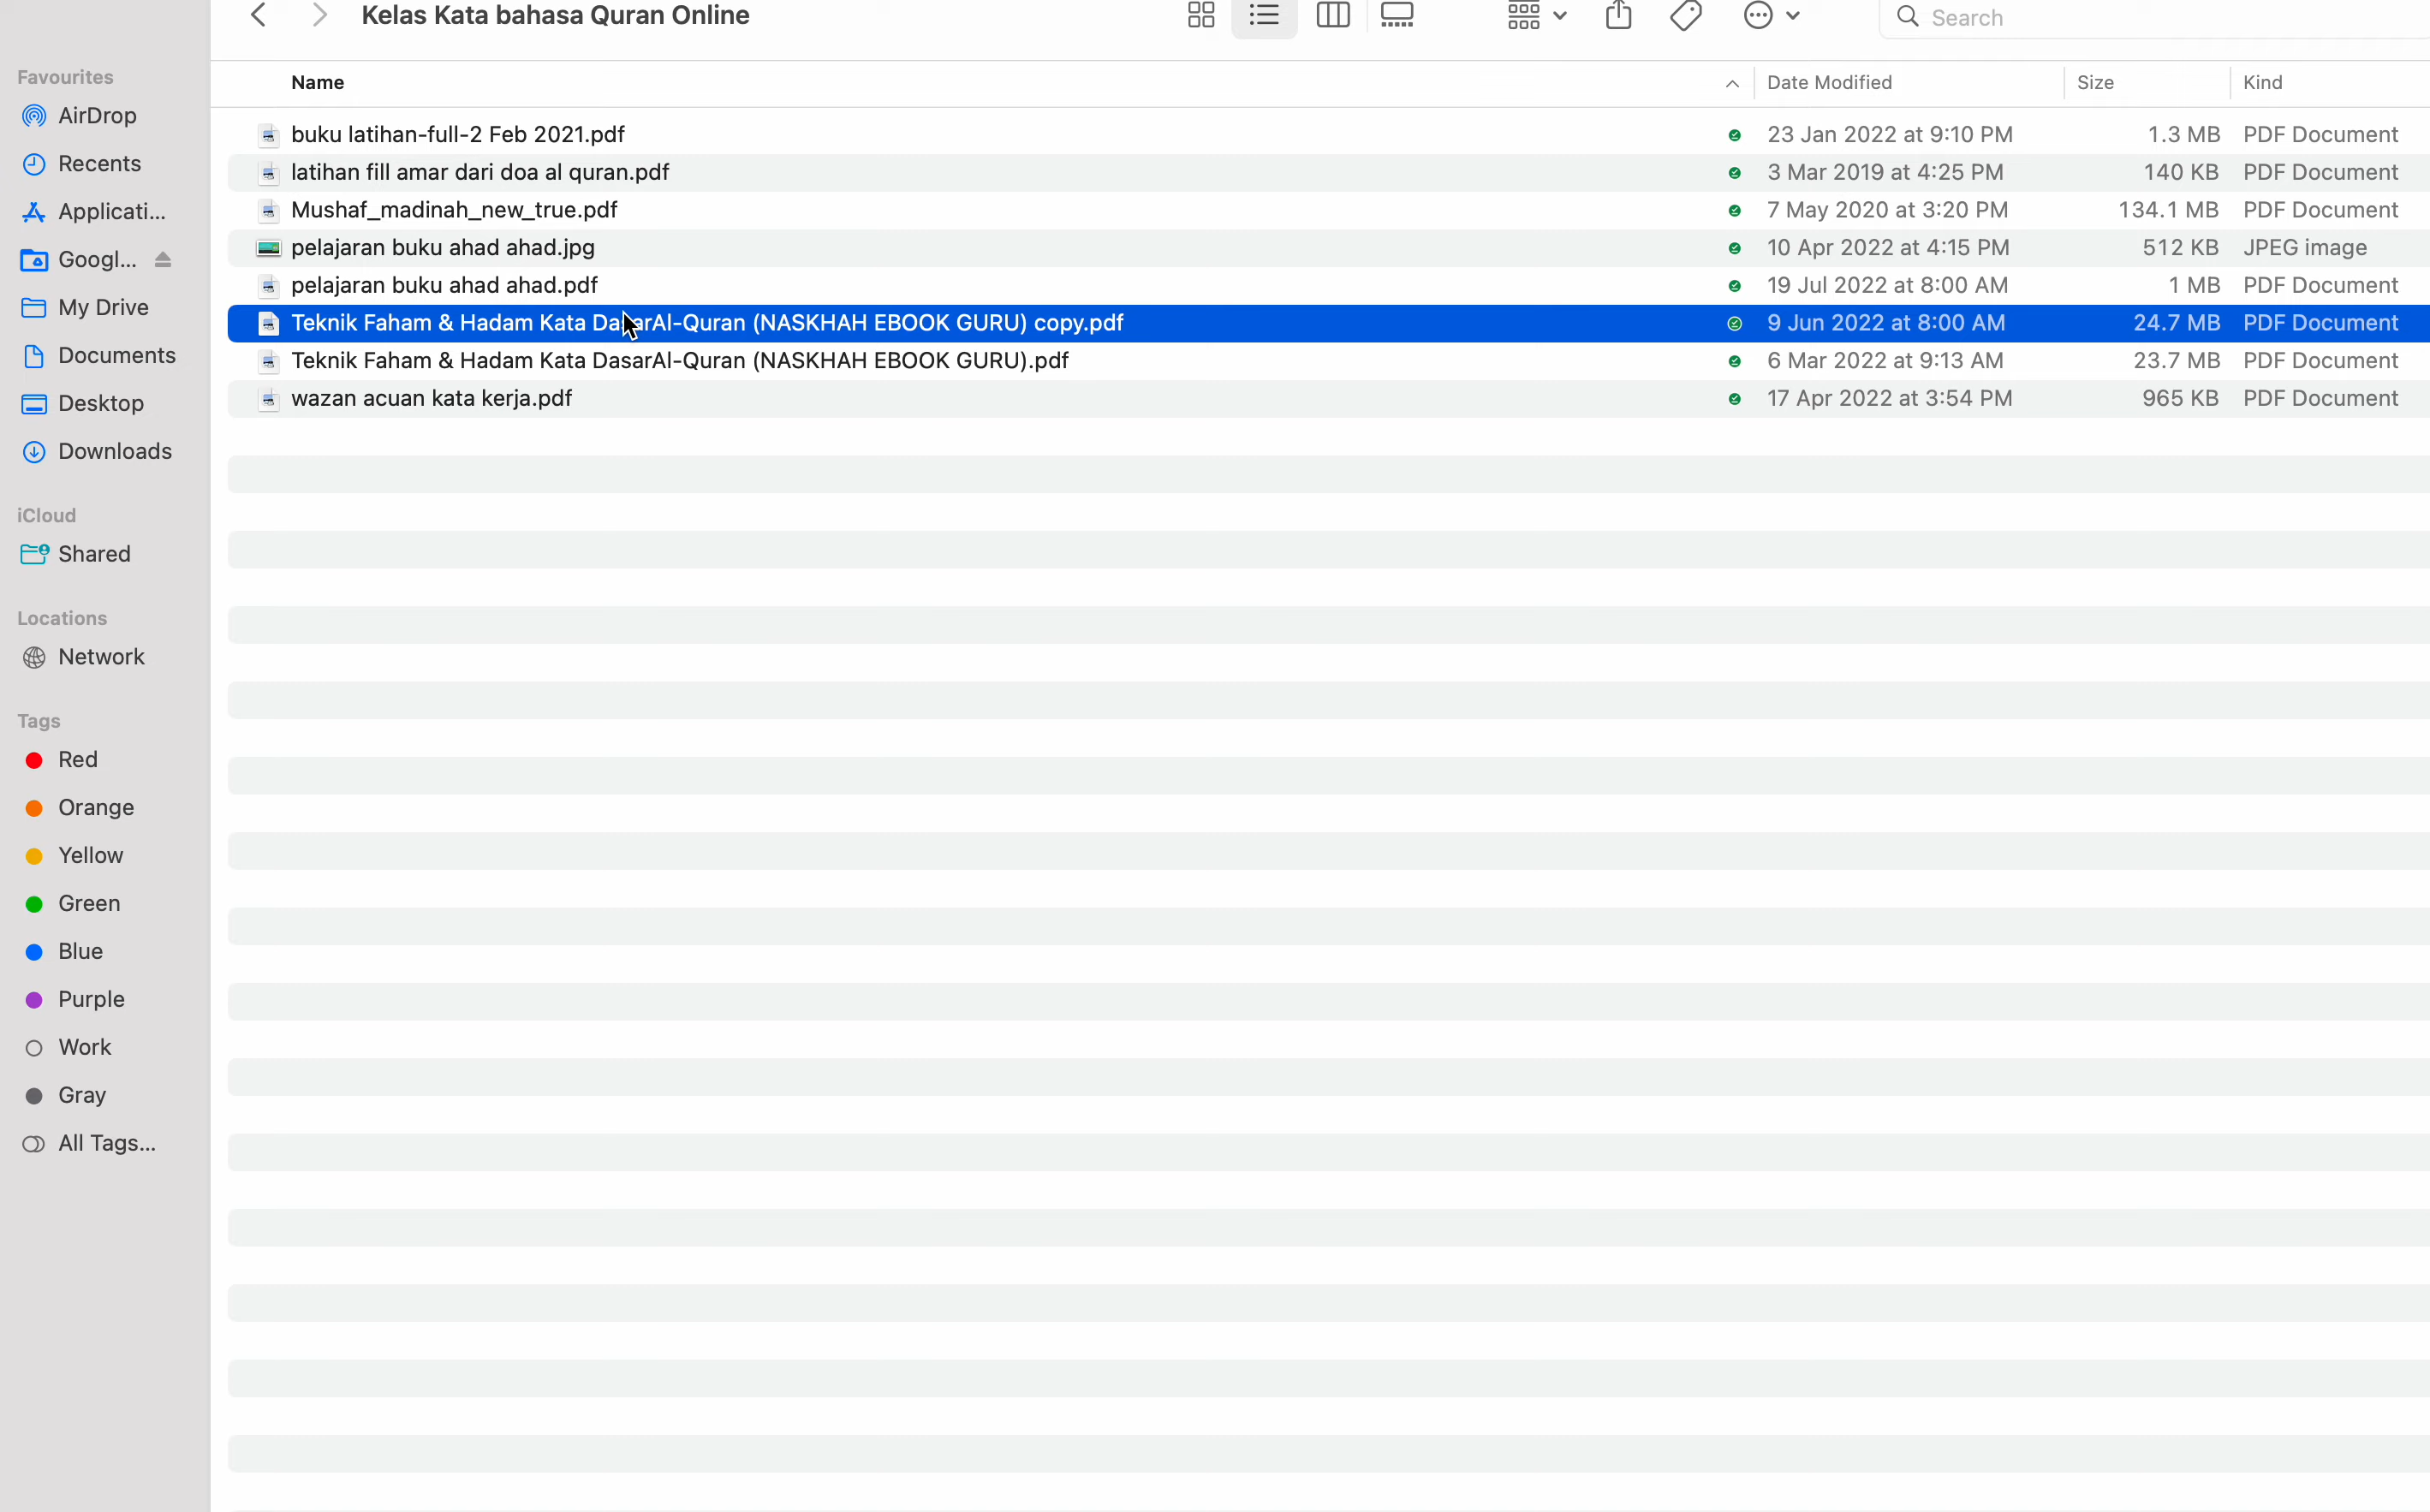 Kelas Kata bahasa Quran Online
Search
Favourites
AirDrop
Recents
Applicati...
Googl...
My Drive
Documents
Desktop
Downloads
iCloud
Shared
Locations
Network
Tags
Red
Orange
Yellow
Green
Blue
Purple
Work
Gray
All Tags...
Name Date Modified Size Kind
buku latihan-full-2 Feb 2021.pdf 23 Jan 2022 at 9:10 PM 1.3 MB PDF Document
latihan fill amar dari doa al quran.pdf 3 Mar 2019 at 4:25 PM 140 KB PDF Document
Mushaf_madinah_new_true.pdf 7 May 2020 at 3:20 PM 134.1 MB PDF Document
pelajaran buku ahad ahad.jpg 10 Apr 2022 at 4:15 PM 512 KB JPEG image
pelajaran buku ahad ahad.pdf 19 Jul 2022 at 8:00 AM 1 MB PDF Document
Teknik Faham & Hadam Kata DasarAl-Quran (NASKHAH EBOOK GURU) copy.pdf 9 Jun 2022 at 8:00 AM 24.7 MB PDF Document
Teknik Faham & Hadam Kata DasarAl-Quran (NASKHAH EBOOK GURU).pdf 6 Mar 2022 at 9:13 AM 23.7 MB PDF Document
wazan acuan kata kerja.pdf 17 Apr 2022 at 3:54 PM 965 KB PDF Document